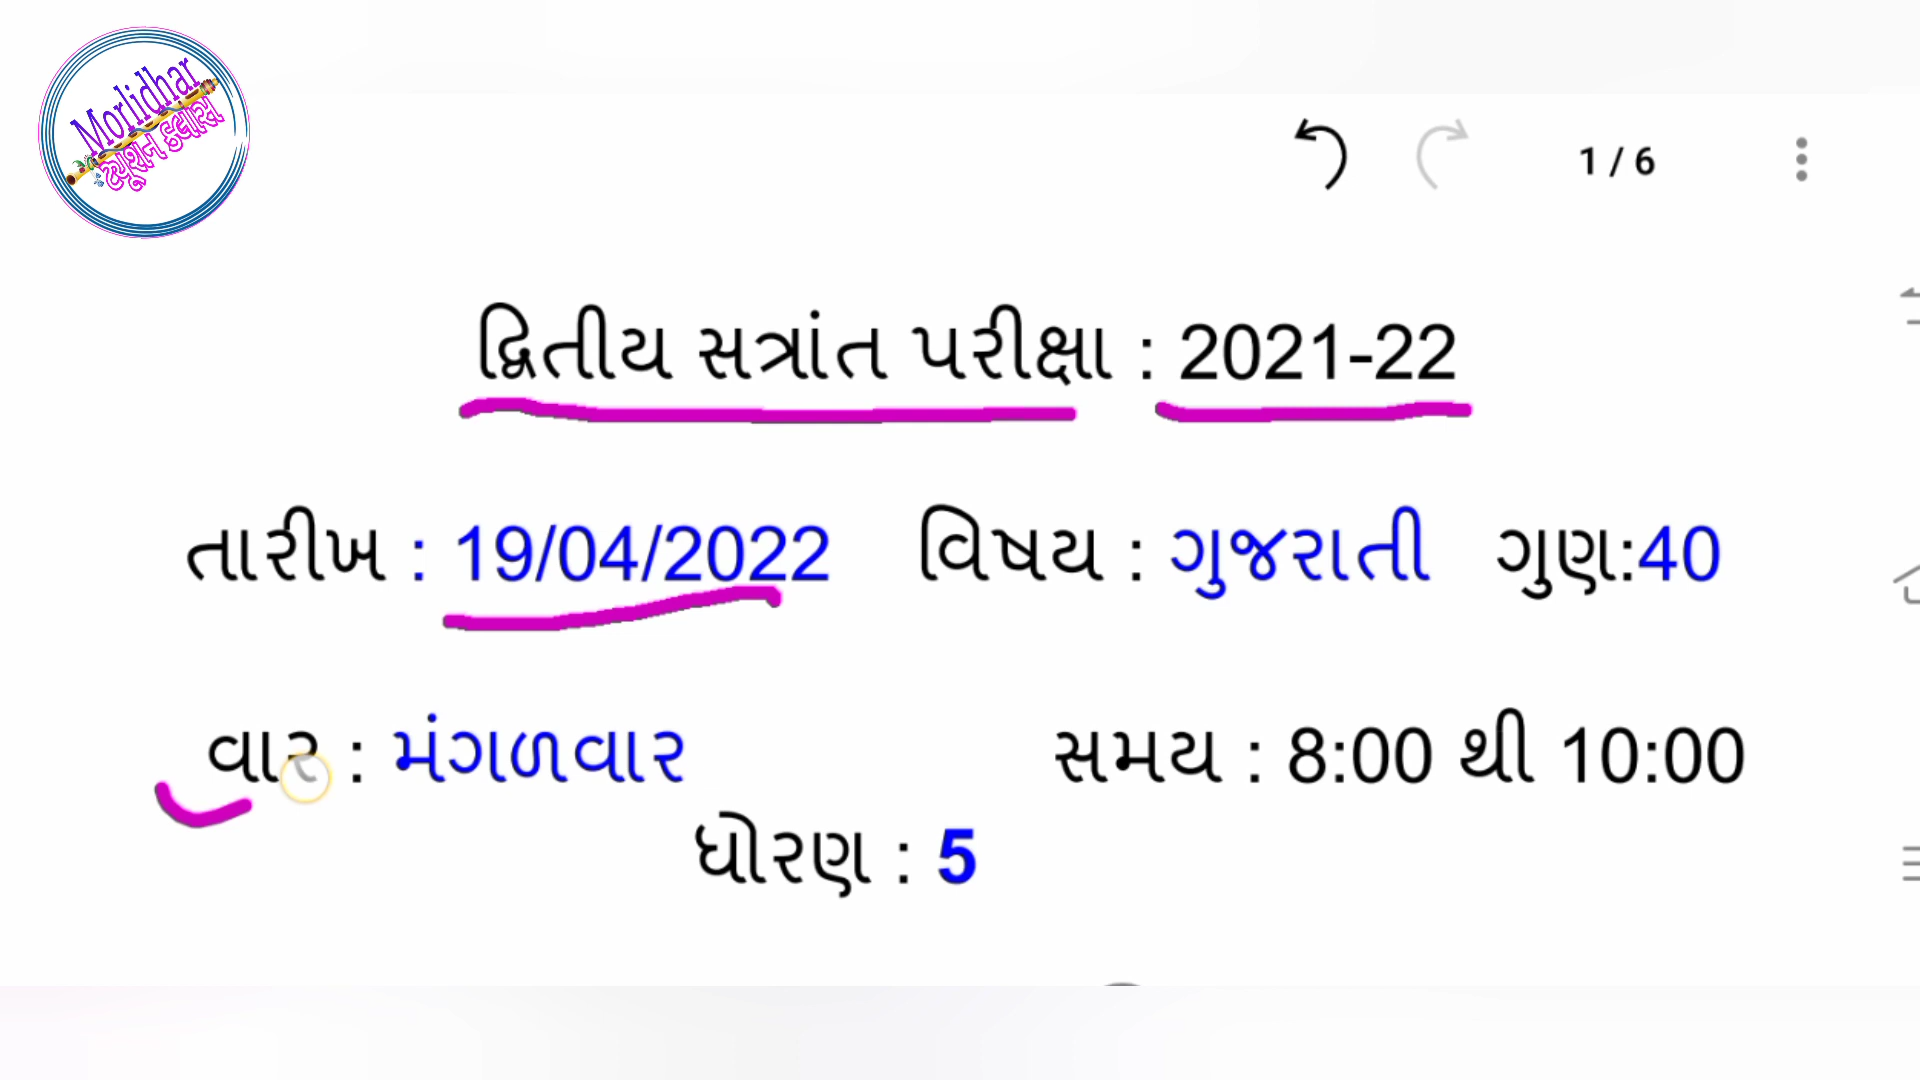 Morlidhar
ટ્યૂશન ક્લાસ
1 / 6
દ્વિતીય સત્રાંત પરીક્ષા : 2021-22
તારીખ : 19/04/2022 વિષય : ગુજરાતી ગુણ:40
વાર : મંગળવાર સમય : 8:00 થી 10:00
ધોરણ : 5